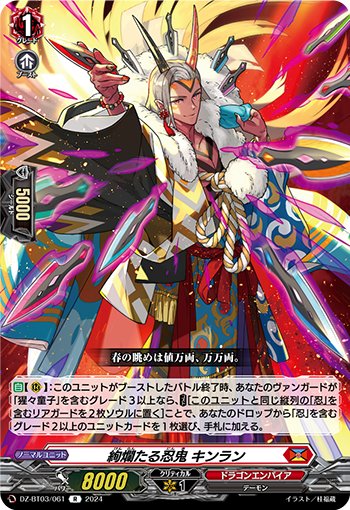 1
グレード
ブースト
5000
シールド
春の眺めは値万両、万万両。
自【R】：このユニットがブーストしたバトル終了時、あなたのヴァンガードが
「猩々童子」を含むグレード３以上なら、【このユニットと同じ縦列の「忍」を
含むリアガードを２枚ソウルに置く】ことで、あなたのドロップから「忍」を含む
グレード２以上のユニットカードを１枚選び、手札に加える。
ノーマルユニット
絢爛たる忍鬼 キンラン
パワー
8000
クリティカル
1
ドラゴンエンパイア
デーモン
DZ-BT03/061 R 2024
イラスト／桂福蔵